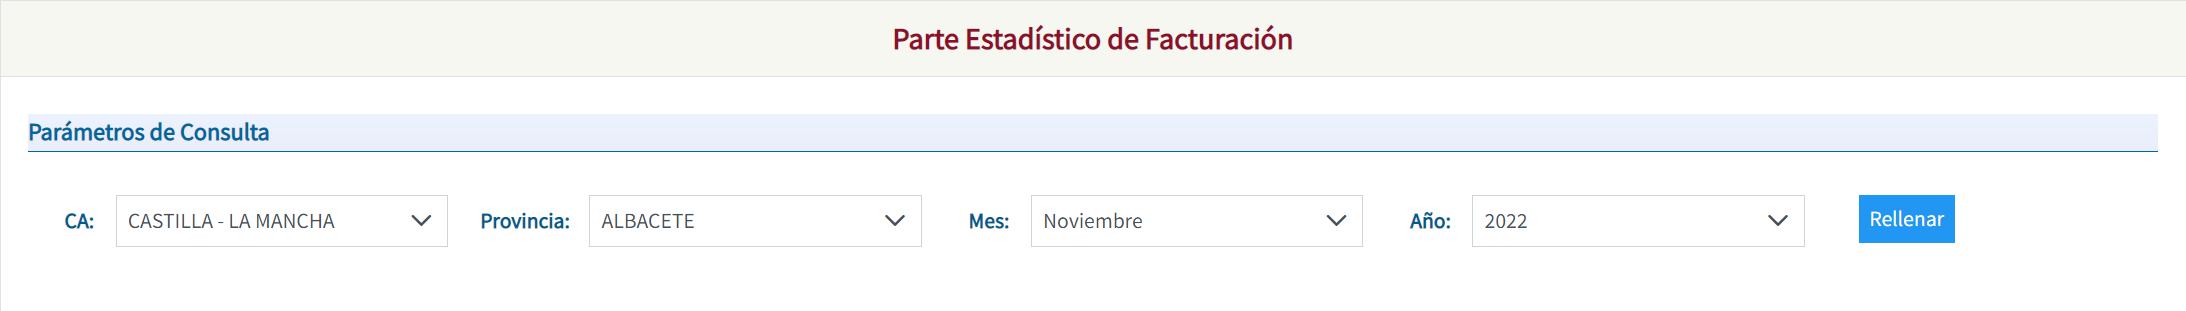 Parte Estadístico de Facturación
Parámetros de Consulta
CA: CASTILLA - LA MANCHA Provincia: ALBACETE Mes: Noviembre Año: 2022 Rellenar